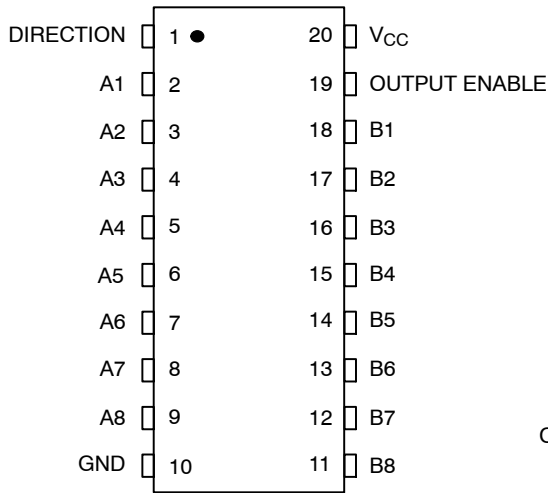 DIRECTION 1 20 VCC
A1 2 19 OUTPUT ENABLE
A2 3 18 B1
A3 4 17 B2
A4 5 16 B3
A5 6 15 B4
A6 7 14 B5
A7 8 13 B6
A8 9 12 B7
GND 10 11 B8